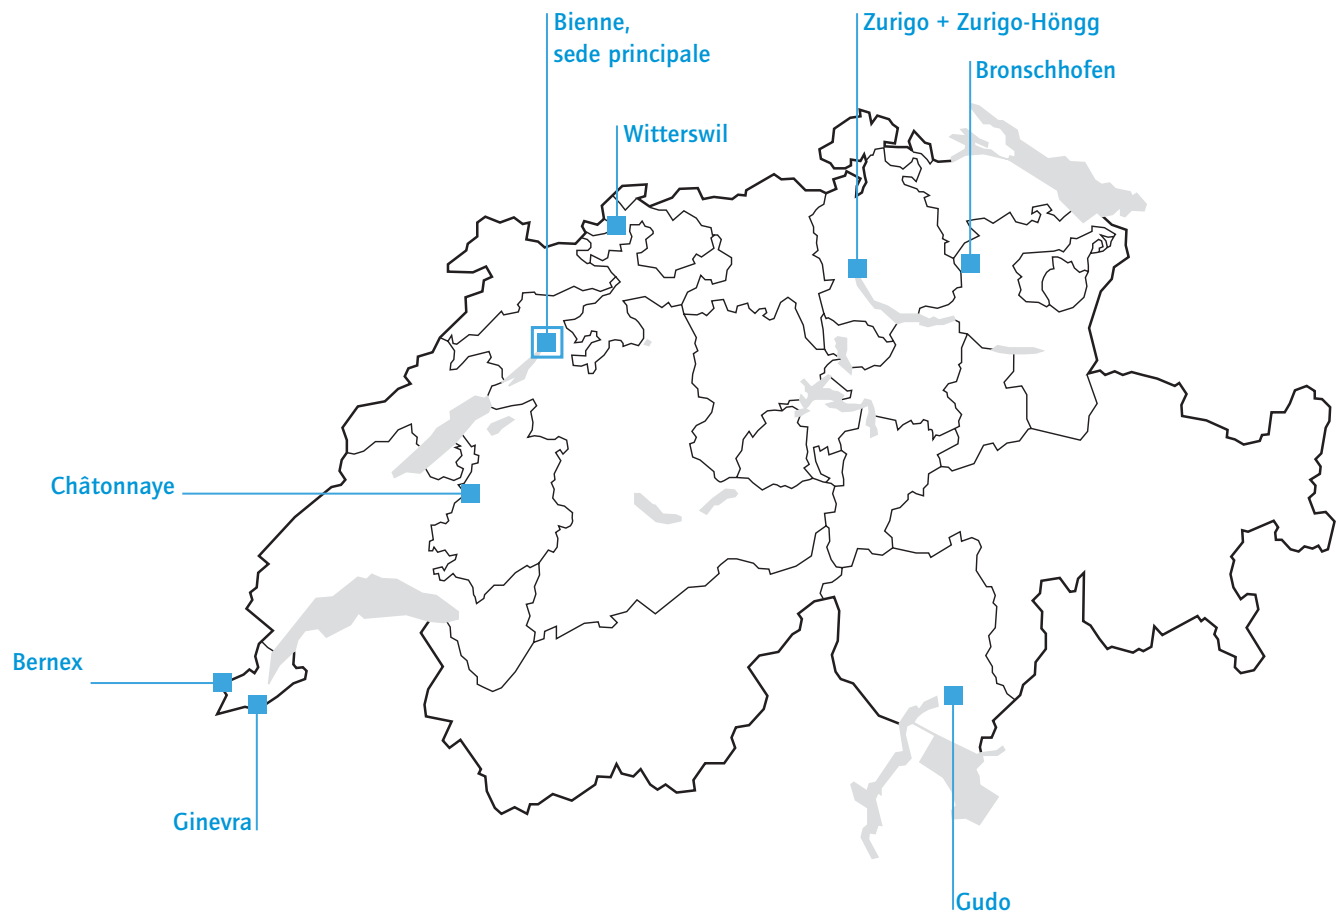 Bienne,
sede principale
Zurigo + Zurigo-Höngg
Bronschhofen
Witterswil
Châtonnaye
Bernex
Ginevra
Gudo